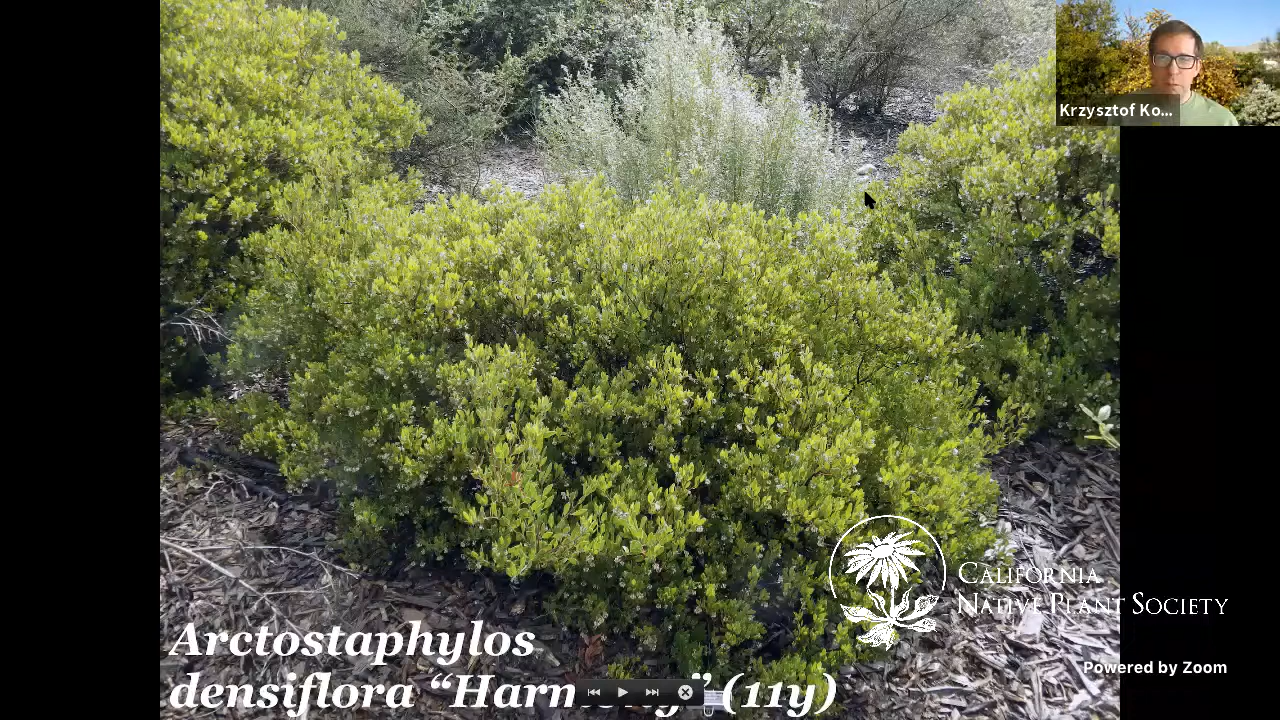 Krzysztof Ko...
CALIFORNIA
NATIVE PLANT SOCIETY
Powered by Zoom
Arctostaphylos
densiflora (11y)